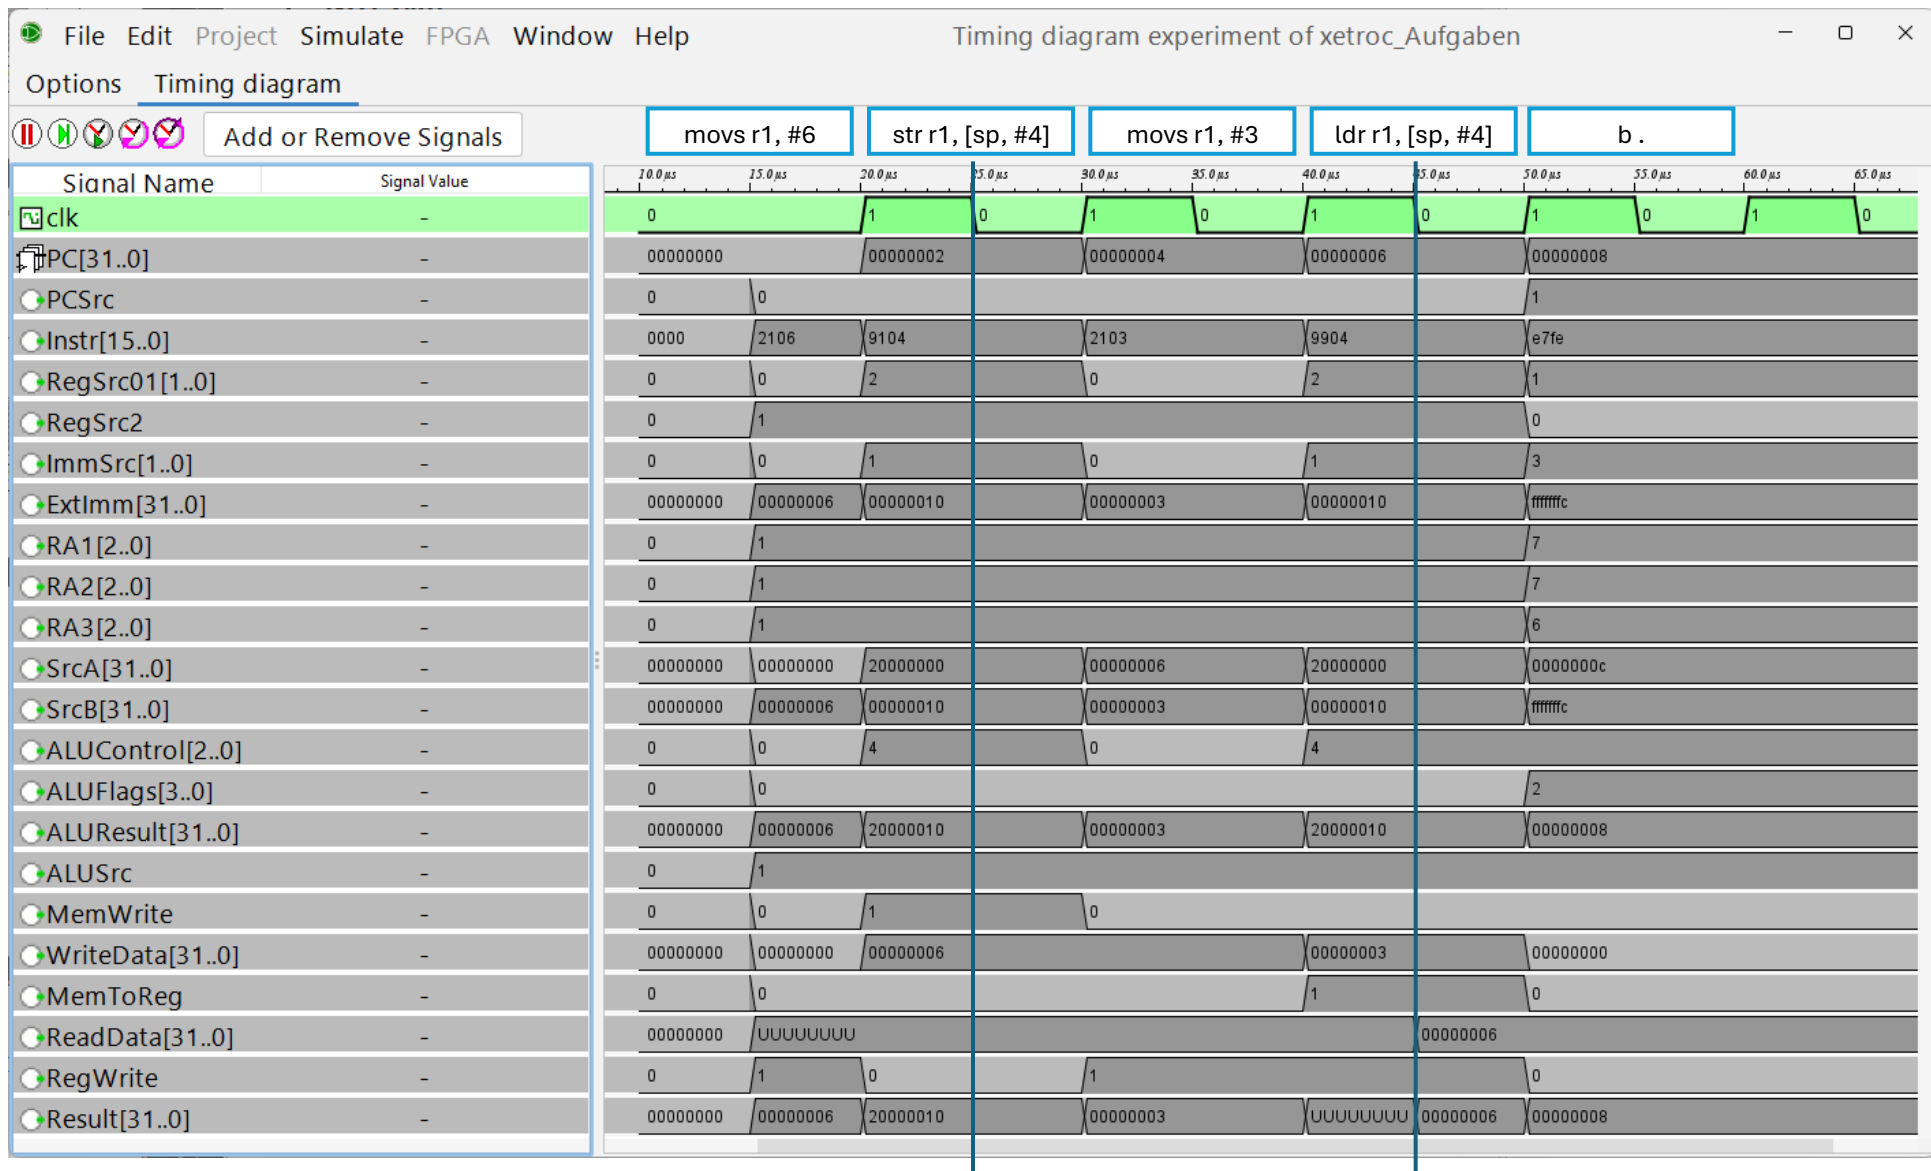 File Edit Project Simulate FPGA Window Help Timing diagram experiment of xetroc_Aufgaben
Options Timing diagram
Add or Remove Signals movs r1, #6 str r1, [sp, #4] movs r1, #3 ldr r1, [sp, #4] b .
Signal Name Signal Value 10.0 µs 15.0 µs 20.0 µs 5.0 µs 30.0 µs 35.0 µs 40.0 µs 5.0 µs 50.0 µs 55.0 µs 60.0 µs 65.0 µs
clk - 0 1 0 1 0 1 0 1 0 1 0
PC[31..0] - 00000000 00000002 00000004 00000006 00000008
PCSrc - 0 0 1
Instr[15..0] - 0000 2106 9104 2103 9904 e7fe
RegSrc01[1..0] - 0 0 2 0 2 1
RegSrc2 - 0 1 0
ImmSrc[1..0] - 0 0 1 0 1 3
ExtImm[31..0] - 00000000 00000006 00000010 00000003 00000010 fffffffc
RA1[2..0] - 0 1 7
RA2[2..0] - 0 1 7
RA3[2..0] - 0 1 6
SrcA[31..0] - 00000000 00000000 20000000 00000006 20000000 0000000c
SrcB[31..0] - 00000000 00000006 00000010 00000003 00000010 fffffffc
ALUControl[2..0] - 0 0 4 0 4
ALUFlags[3..0] - 0 0 2
ALUResult[31..0] - 00000000 00000006 20000010 00000003 20000010 00000008
ALUSrc - 0 1
MemWrite - 0 0 1 0
WriteData[31..0] - 00000000 00000000 00000006 00000003 00000000
MemToReg - 0 0 1 0
ReadData[31..0] - 00000000 UUUUUUUU 00000006
RegWrite - 0 1 0 1 0
Result[31..0] - 00000000 00000006 20000010 00000003 UUUUUUUU 00000006 00000008